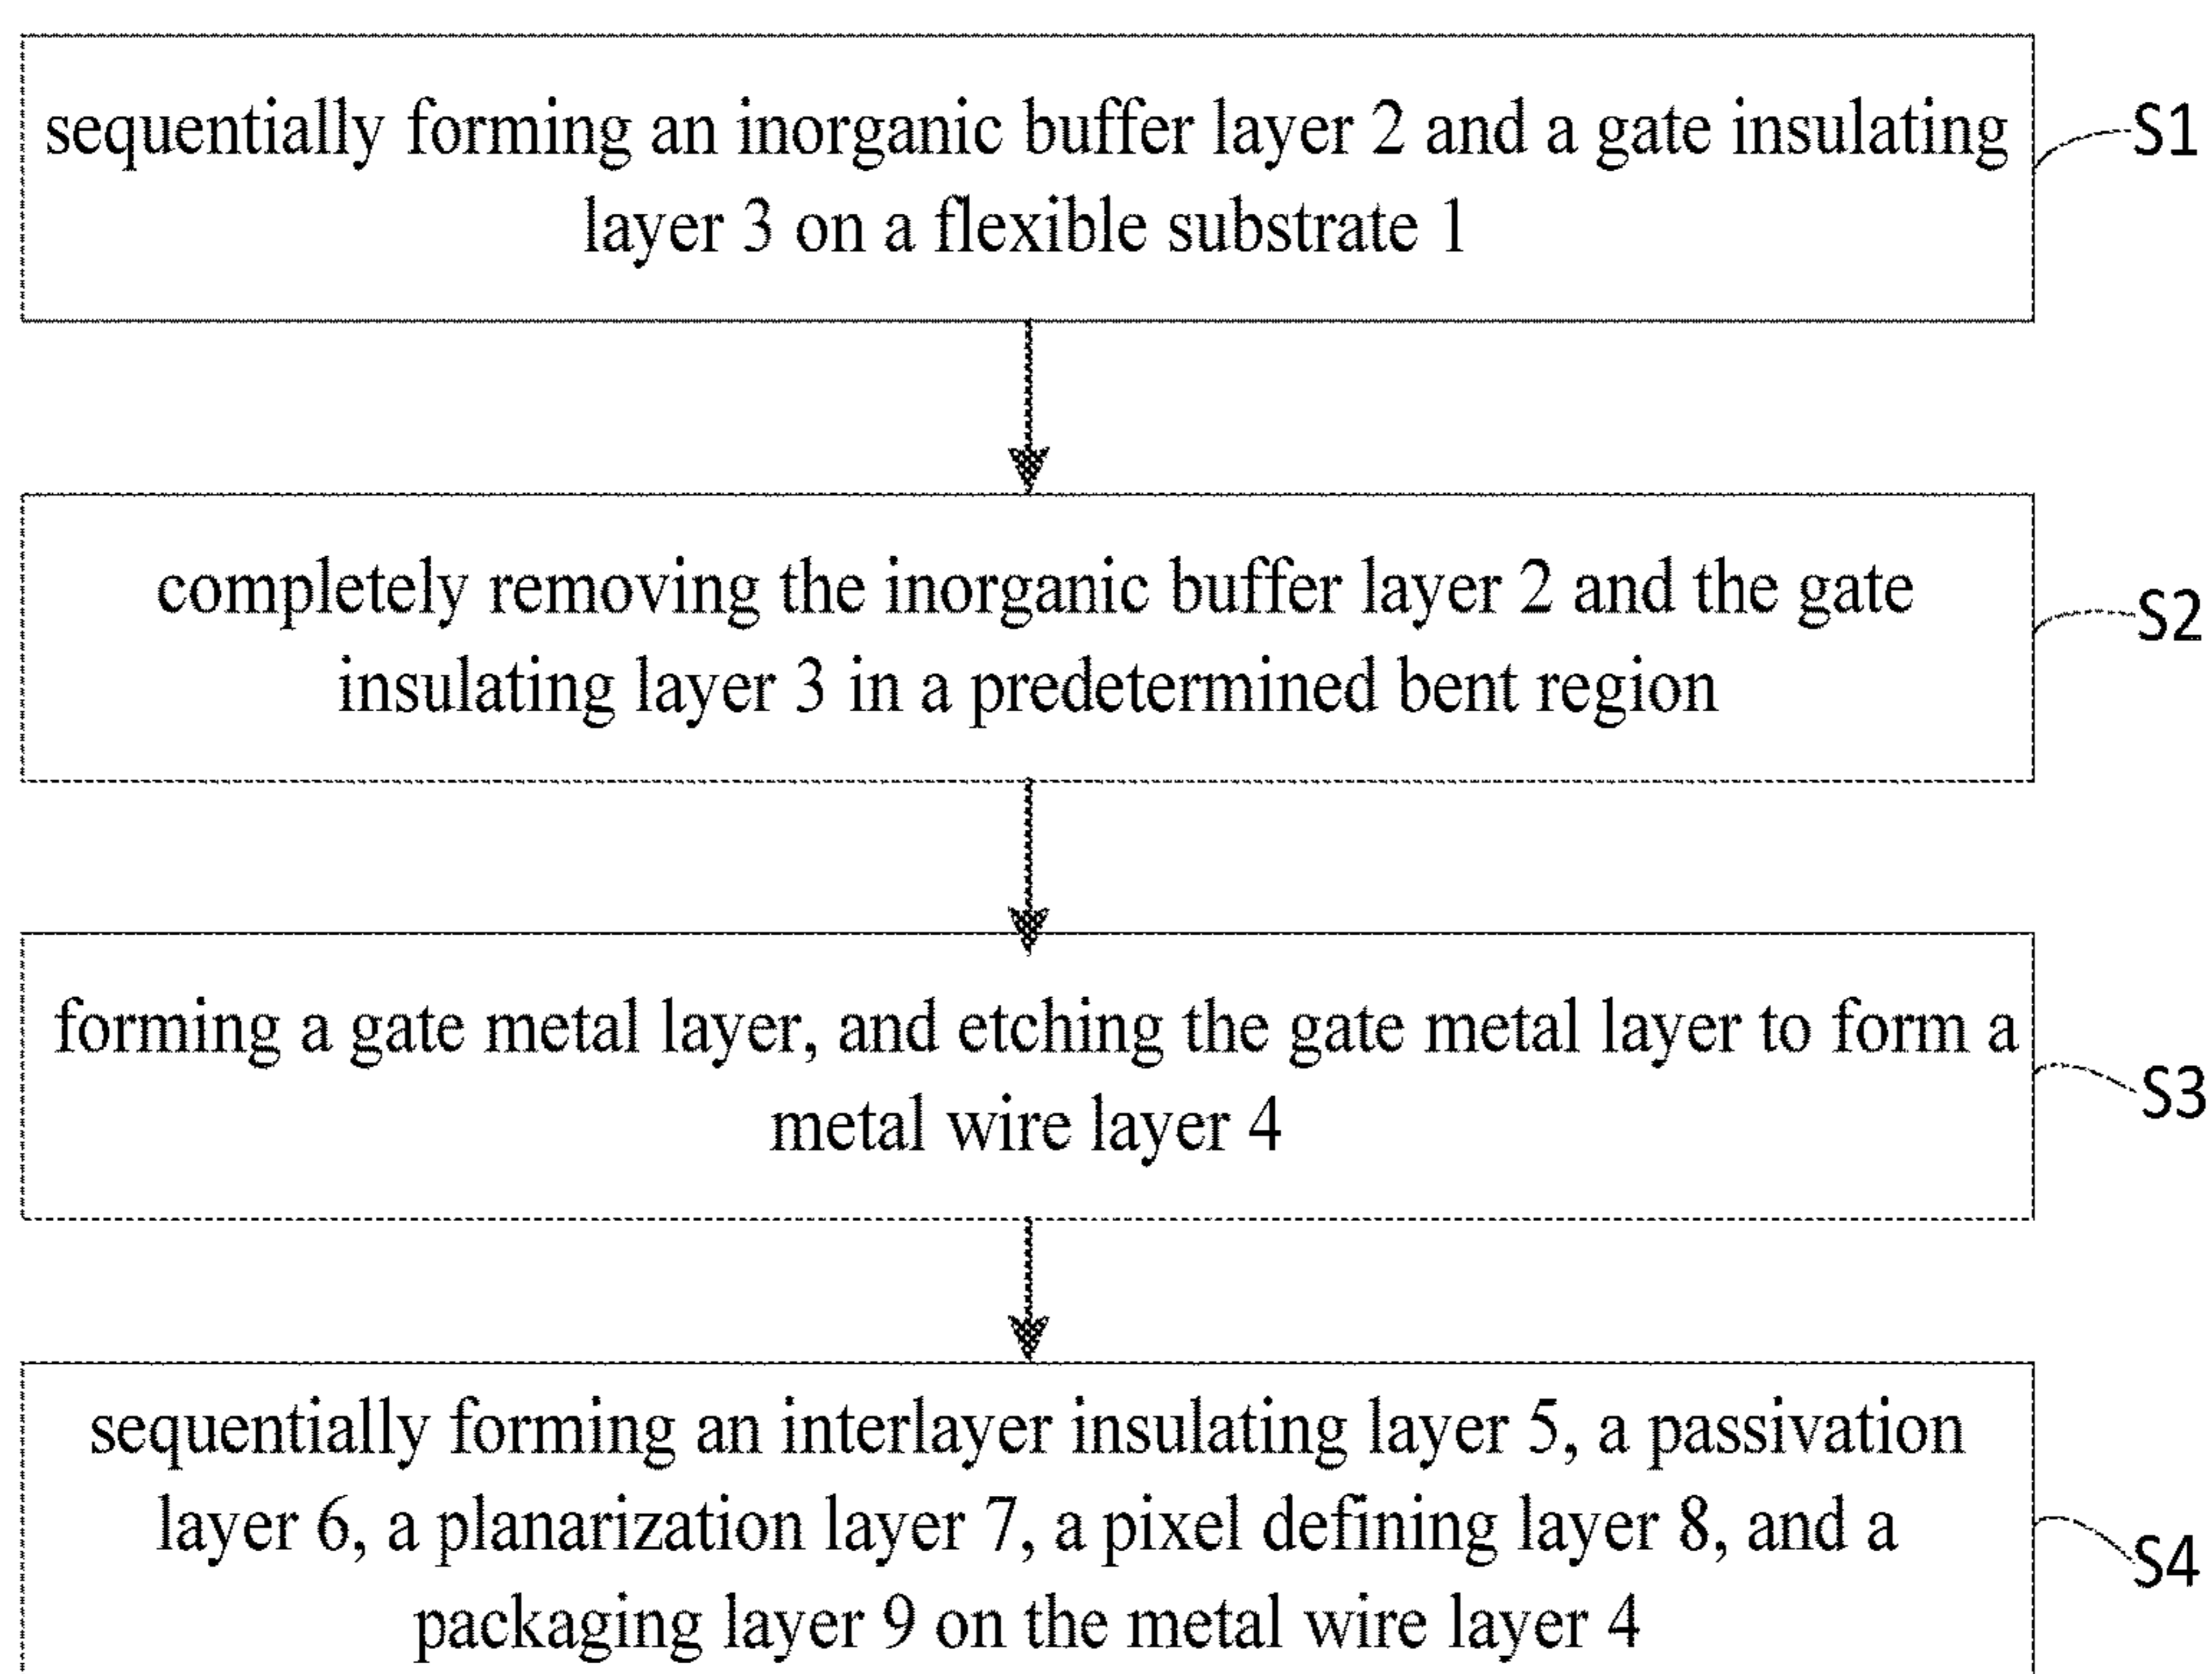 sequentially forming an inorganic buffer layer 2 and a gate insulating
layer 3 on a flexible substrate 1
S1
completely removing the inorganic buffer layer 2 and the gate
insulating layer 3 in a predetermined bent region
S2
forming a gate metal layer, and etching the gate metal layer to form a
metal wire layer 4
S3
sequentially forming an interlayer insulating layer 5, a passivation
layer 6, a planarization layer 7, a pixel defining layer 8, and a
packaging layer 9 on the metal wire layer 4
S4